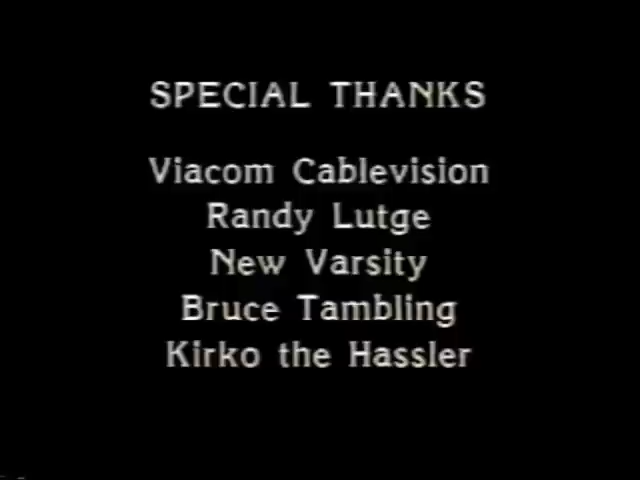 SPECIAL THANKS
Viacom Cablevision
Randy Lutge
New Varsity
Bruce Tambling
Kirko the Hassler